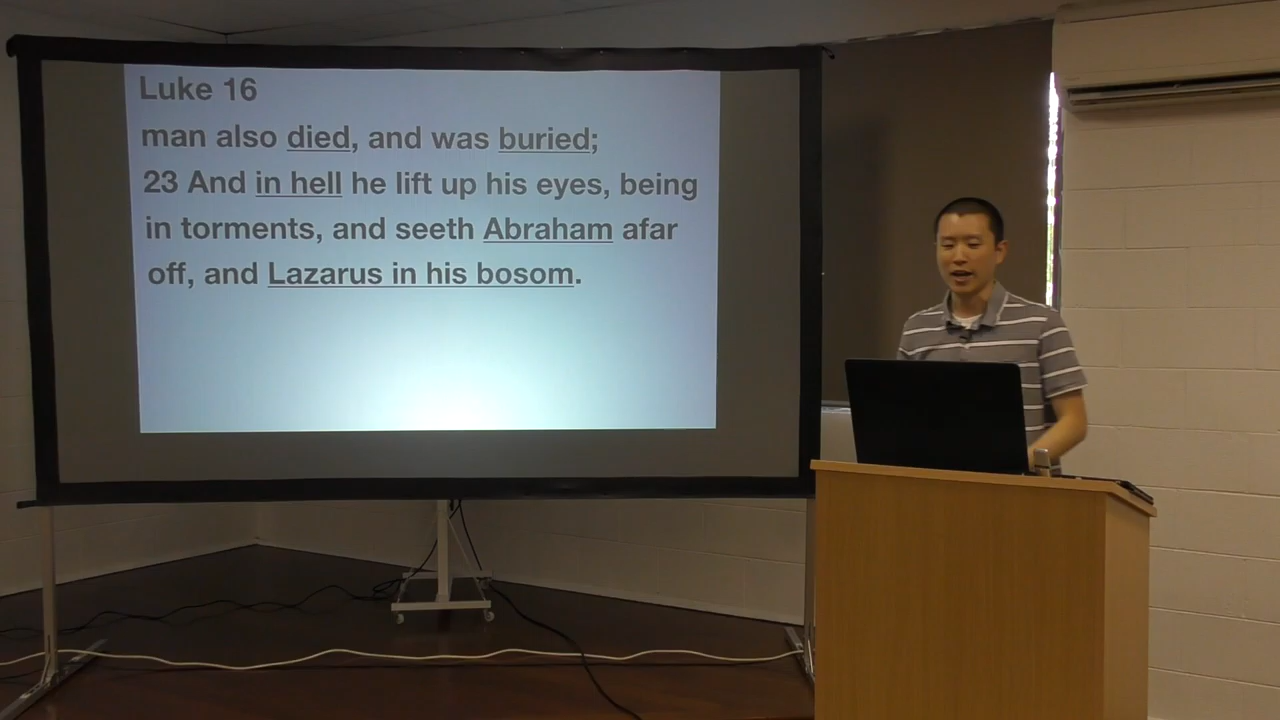 Luke 16
man also died, and was buried;
23 And in hell he lift up his eyes, being
in torments, and seeth Abraham afar
off, and Lazarus in his bosom.